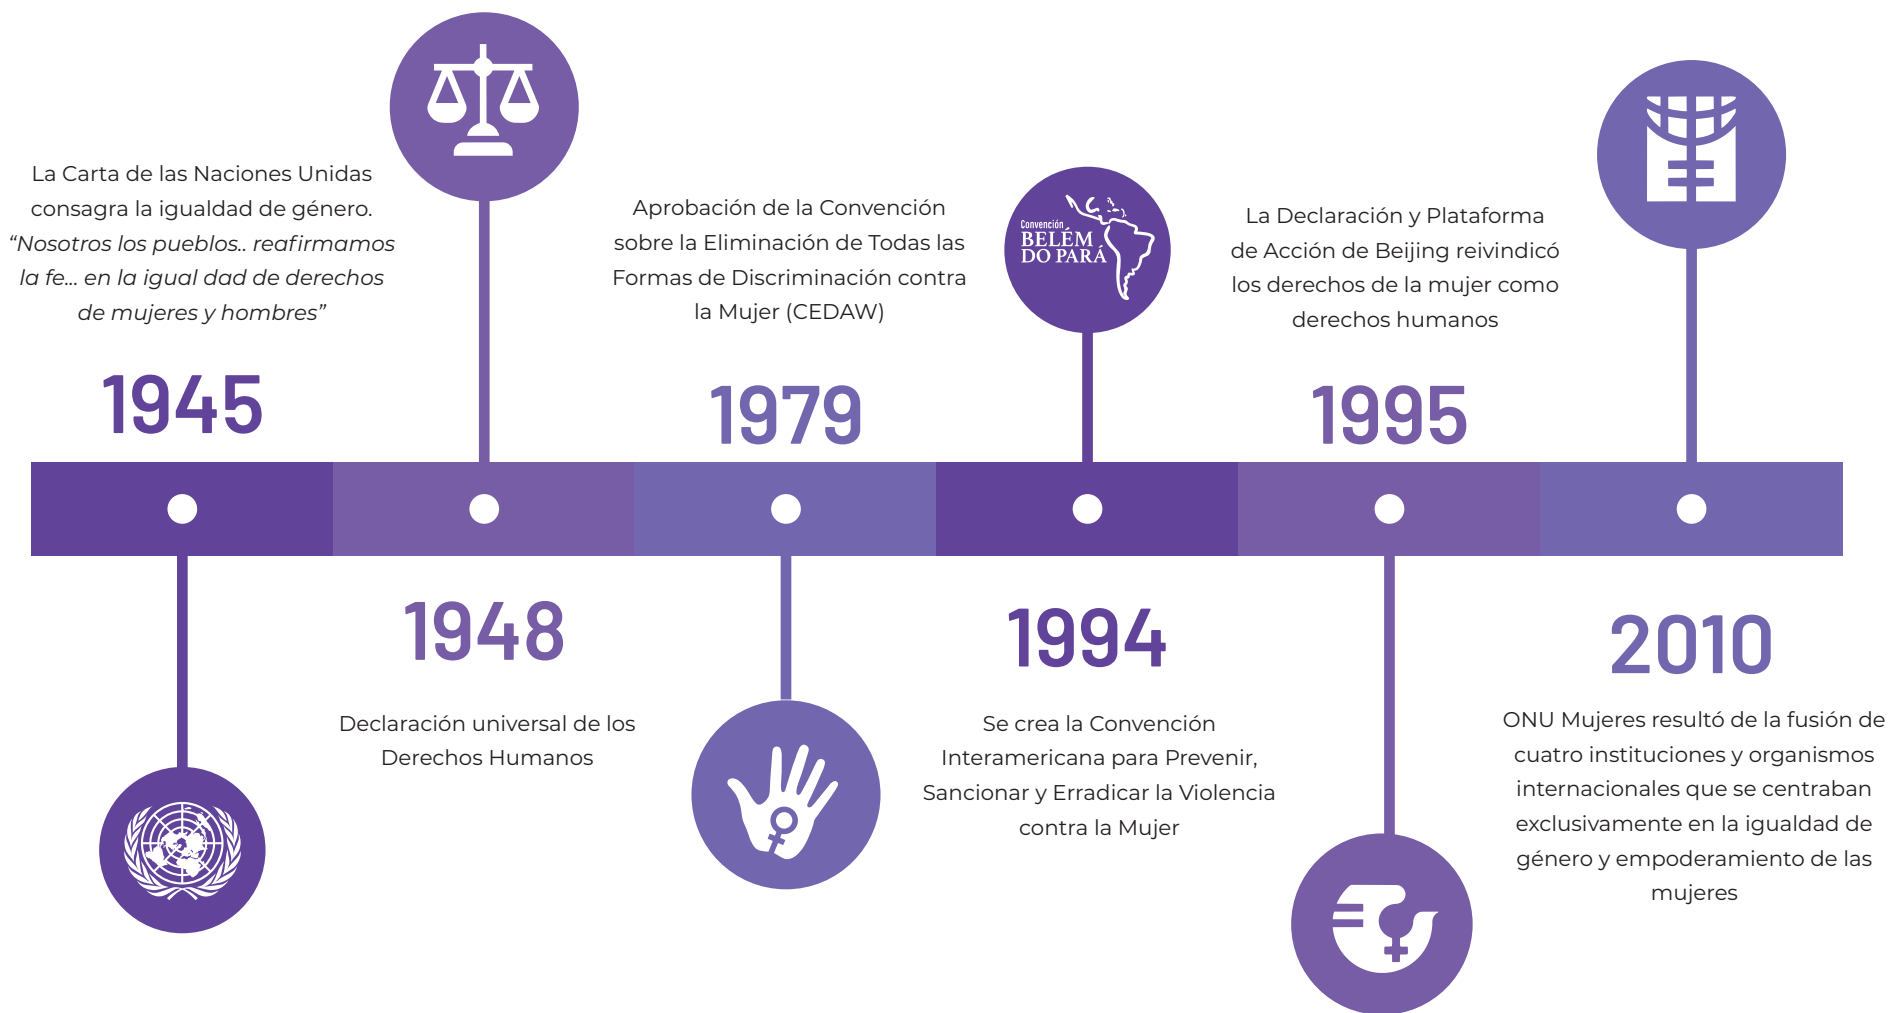 La Carta de las Naciones Unidas
consagra la igualdad de género.
“Nosotros los pueblos.. reafirmamos
la fe... en la igual dad de derechos
de mujeres y hombres”
1945
1948
Declaración universal de los
Derechos Humanos
Aprobación de la Convención
sobre la Eliminación de Todas las
Formas de Discriminación contra
la Mujer (CEDAW)
1979
Convención
BELÉM
DO PARÁ
1994
Se crea la Convención
Interamericana para Prevenir,
Sancionar y Erradicar la Violencia
contra la Mujer
La Declaración y Plataforma
de Acción de Beijing reivindicó
los derechos de la mujer como
derechos humanos
1995
2010
ONU Mujeres resultó de la fusión de
cuatro instituciones y organismos
internacionales que se centraban
exclusivamente en la igualdad de
género y empoderamiento de las
mujeres